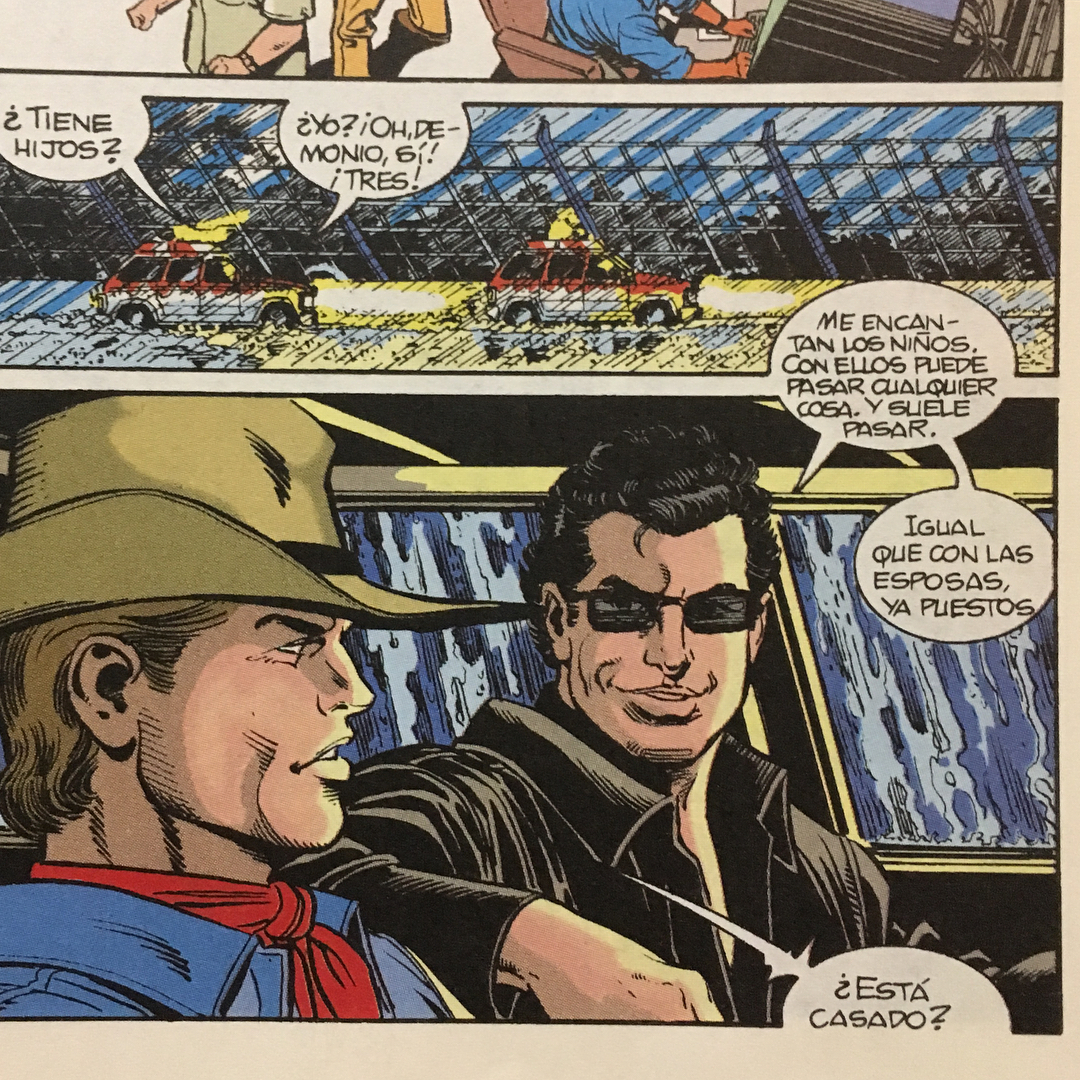 ¿TIENE
HIJOS?
¿YO? ¡OH, DE-
MONIO, SÍ!
¡TRES!
ME ENCAN-
TAN LOS NIÑOS.
CON ELLOS PUEDE
PASAR CUALQUIER
COSA. Y SUELE
PASAR.
IGUAL
QUE CON LAS
ESPOSAS,
YA PUESTOS
¿ESTÁ
CASADO?